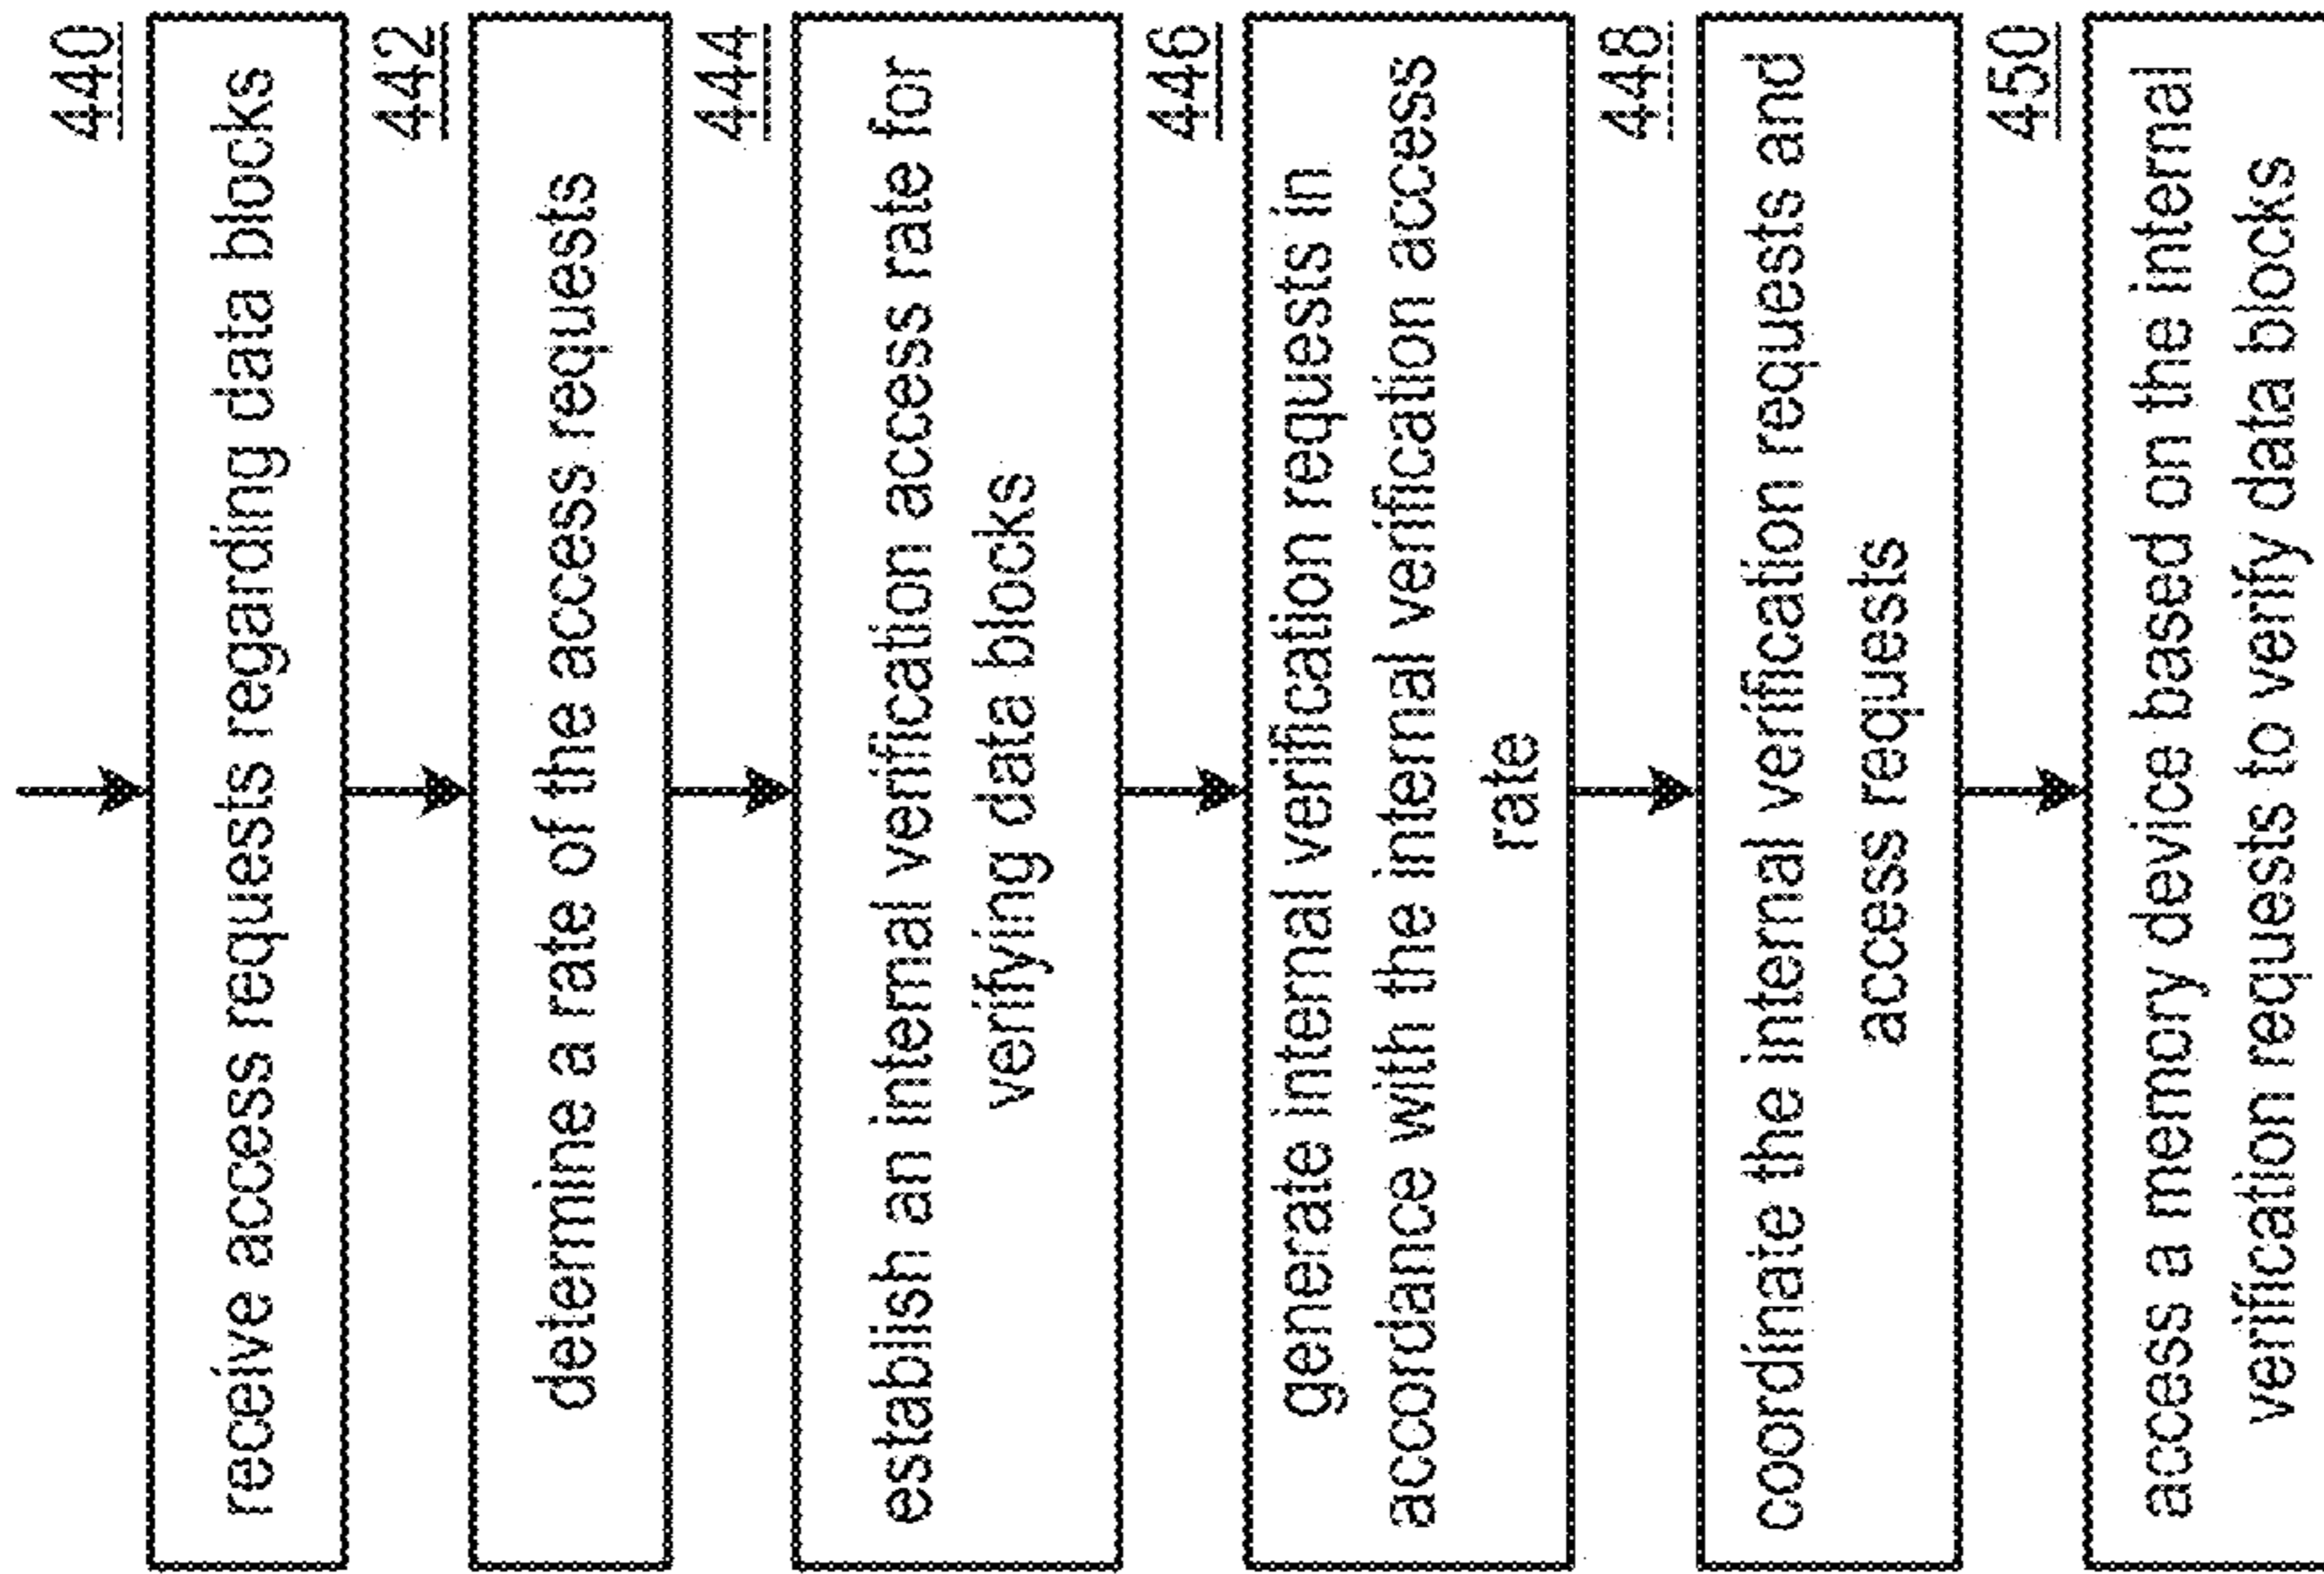 440
receive access requests regarding data blocks
442
determine a rate of the access requests
444
establish an internal verification access rate for
verifying data blocks
446
generate internal verification requests in
accordance with the internal verification access
rate
448
coordinate the internal verification requests and
access requests
450
access a memory device based on the internal
verification requests to verify data blocks